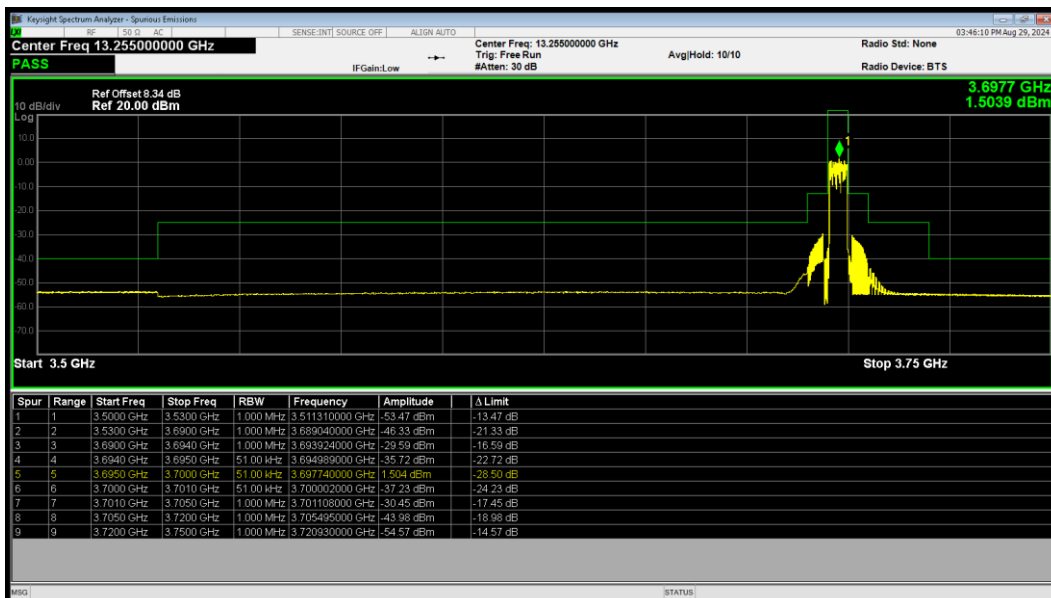 Keysight Spectrum Analyzer - Spurious Emissions
RF 50 Ω AC SENSE:INT SOURCE OFF ALIGN AUTO 03:46:10 PM Aug 29, 2024
Center Freq 13.255000000 GHz Center Freq: 13.255000000 GHz Radio Std: None
Trig: Free Run Avg|Hold: 10/10
PASS IFGain:Low #Atten: 30 dB Radio Device: BTS
Ref Offset 8.34 dB 3.6977 GHz
10 dB/div Ref 20.00 dBm 1.5039 dBm
Log
10.0
0.00
-10.0
-20.0
-30.0
-40.0
-50.0
-60.0
-70.0
Start 3.5 GHz Stop 3.75 GHz
Spur Range Start Freq Stop Freq RBW Frequency Amplitude Δ Limit
1 1 3.5000 GHz 3.5300 GHz 1.000 MHz 3.511310000 GHz -53.47 dBm -13.47 dB
2 2 3.5300 GHz 3.6900 GHz 1.000 MHz 3.689040000 GHz -46.33 dBm -21.33 dB
3 3 3.6900 GHz 3.6940 GHz 1.000 MHz 3.693924000 GHz -29.59 dBm -16.59 dB
4 4 3.6940 GHz 3.6950 GHz 51.00 kHz 3.694989000 GHz -35.72 dBm -22.72 dB
5 5 3.6950 GHz 3.7000 GHz 51.00 kHz 3.697740000 GHz 1.504 dBm -28.50 dB
6 6 3.7000 GHz 3.7010 GHz 51.00 kHz 3.700002000 GHz -37.23 dBm -24.23 dB
7 7 3.7010 GHz 3.7050 GHz 1.000 MHz 3.701108000 GHz -30.45 dBm -17.45 dB
8 8 3.7050 GHz 3.7200 GHz 1.000 MHz 3.705495000 GHz -43.98 dBm -18.98 dB
9 9 3.7200 GHz 3.7500 GHz 1.000 MHz 3.720930000 GHz -54.57 dBm -14.57 dB
MSG STATUS